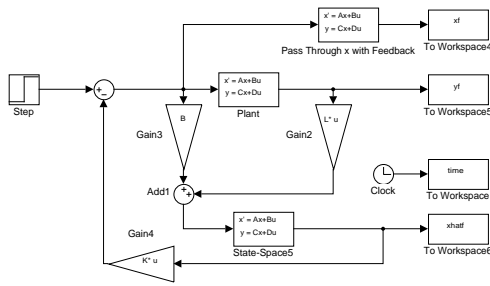 x' = Ax+Bu
y = Cx+Du
Pass Through x with Feedback
xf
To Workspace4
Step
x' = Ax+Bu
y = Cx+Du
Plant
yf
To Workspace5
B
Gain3
L* u
Gain2
Add1
Clock
time
To Workspace
x' = Ax+Bu
y = Cx+Du
State-Space5
xhatf
To Workspace6
Gain4
K* u